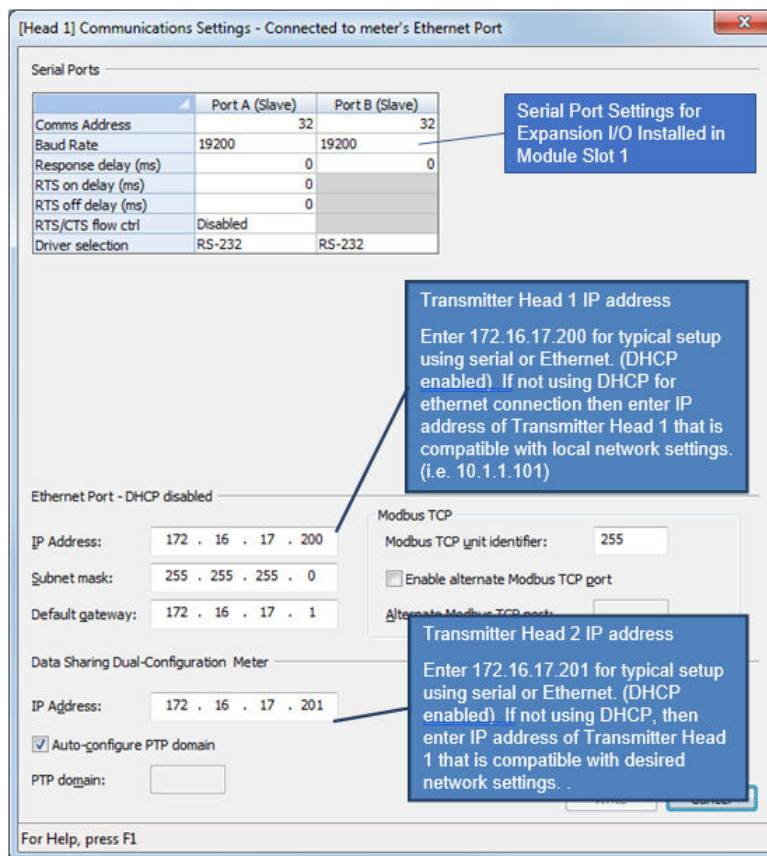 [Head 1] Communications Settings - Connected to meter's Ethernet Port
Serial Ports
Port A (Slave) Port B (Slave)
Comms Address 32 32
Baud Rate 19200 19200
Response delay (ms) 0 0
RTS on delay (ms) 0
RTS off delay (ms) 0
RTS/CTS flow ctrl Disabled
Driver selection RS-232 RS-232
Serial Port Settings for
Expansion I/O Installed in
Module Slot 1
Transmitter Head 1 IP address
Enter 172.16.17.200 for typical setup
using serial or Ethernet. (DHCP
enabled) If not using DHCP for
ethernet connection then enter IP
address of Transmitter Head 1 that is
compatible with local network settings.
(i.e. 10.1.1.101)
Ethernet Port - DHCP disabled
IP Address: 172 . 16 . 17 . 200
Subnet mask: 255 . 255 . 255 . 0
Default gateway: 172 . 16 . 17 . 1
Modbus TCP
Modbus TCP unit identifier: 255
Enable alternate Modbus TCP port
Alternate Modbus TCP port:
Transmitter Head 2 IP address
Enter 172.16.17.201 for typical setup
using serial or Ethernet. (DHCP
enabled) If not using DHCP, then
enter IP address of Transmitter Head
1 that is compatible with desired
network settings. .
Data Sharing Dual-Configuration Meter
IP Address: 172 . 16 . 17 . 201
Auto-configure PTP domain
PTP domain:
For Help, press F1